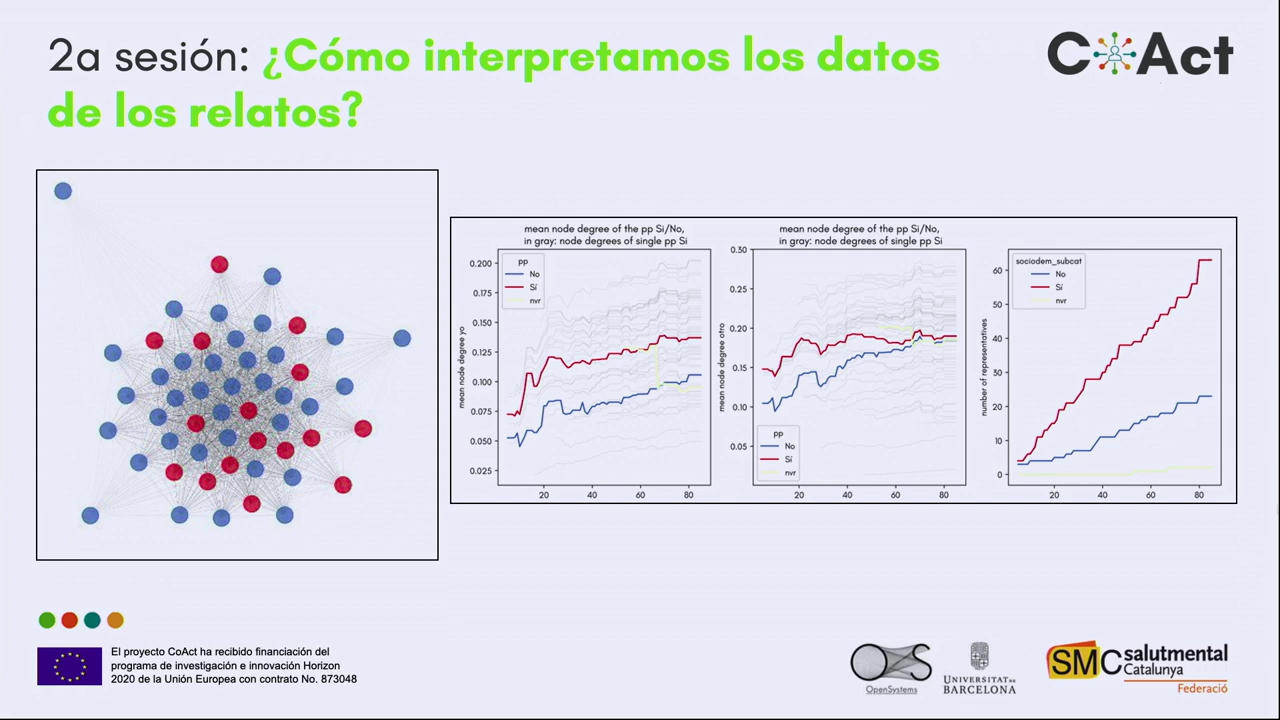 2a sesión: ¿Cómo interpretamos los datos
de los relatos?
CoAct
mean node degree of the pp Si/No,
in gray: node degrees of single pp Si
mean node degree yo
0.200
0.175
0.150
0.125
0.100
0.075
0.050
0.025
pp
No
Sí
nvr
20 40 60 80
mean node degree of the pp Si/No,
in gray: node degrees of single pp Si
mean node degree otro
0.50
0.25
0.20
0.15
0.10
0.05
pp
No
Sí
nvr
20 40 60 80
number of representatives
60
50
40
30
20
10
0
sociodem_subcat
No
Sí
nvr
20 40 60 80
El proyecto CoAct ha recibido financiación del
programa de investigación e innovación Horizon
2020 de la Unión Europea con contrato No. 873048
OS
OpenSystems
UNIVERSITAT DE
BARCELONA
SMC salutmental
Catalunya
Federació